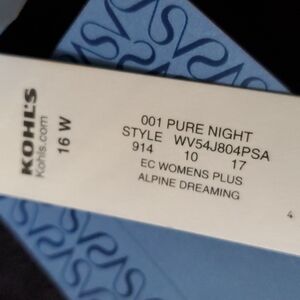 KOHL'S
Kohls.com
16 W
001 PURE NIGHT
STYLE WV54J804PSA
914 10 17
EC WOMENS PLUS
ALPINE DREAMING
4